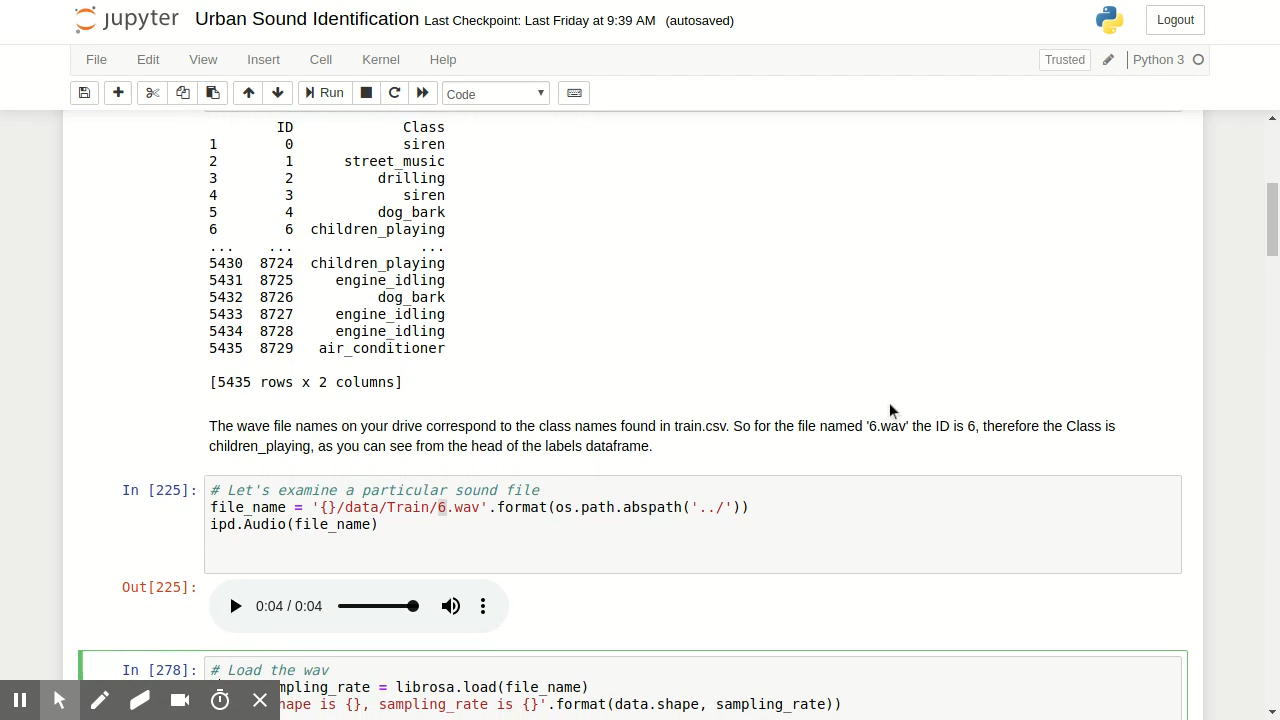 jupyter Urban Sound Identification Last Checkpoint: Last Friday at 9:39 AM (autosaved)
Logout
File Edit View Insert Cell Kernel Help
Trusted Python 3
Run Code
ID Class
1 0 siren
2 1 street_music
3 2 drilling
4 3 siren
5 4 dog_bark
6 6 children_playing
... ... ...
5430 8724 children_playing
5431 8725 engine_idling
5432 8726 dog_bark
5433 8727 engine_idling
5434 8728 engine_idling
5435 8729 air_conditioner
[5435 rows x 2 columns]
The wave file names on your drive correspond to the class names found in train.csv. So for the file named '6.wav' the ID is 6, therefore the Class is
children_playing, as you can see from the head of the labels dataframe.
In [225]: # Let's examine a particular sound file
file_name = '{}/data/Train/6.wav'.format(os.path.abspath('../'))
ipd.Audio(file_name)
Out[225]:
0:04 / 0:04
In [278]: # Load the wav
sampling_rate = librosa.load(file_name)
is {}, sampling_rate is {}'.format(data.shape, sampling_rate))